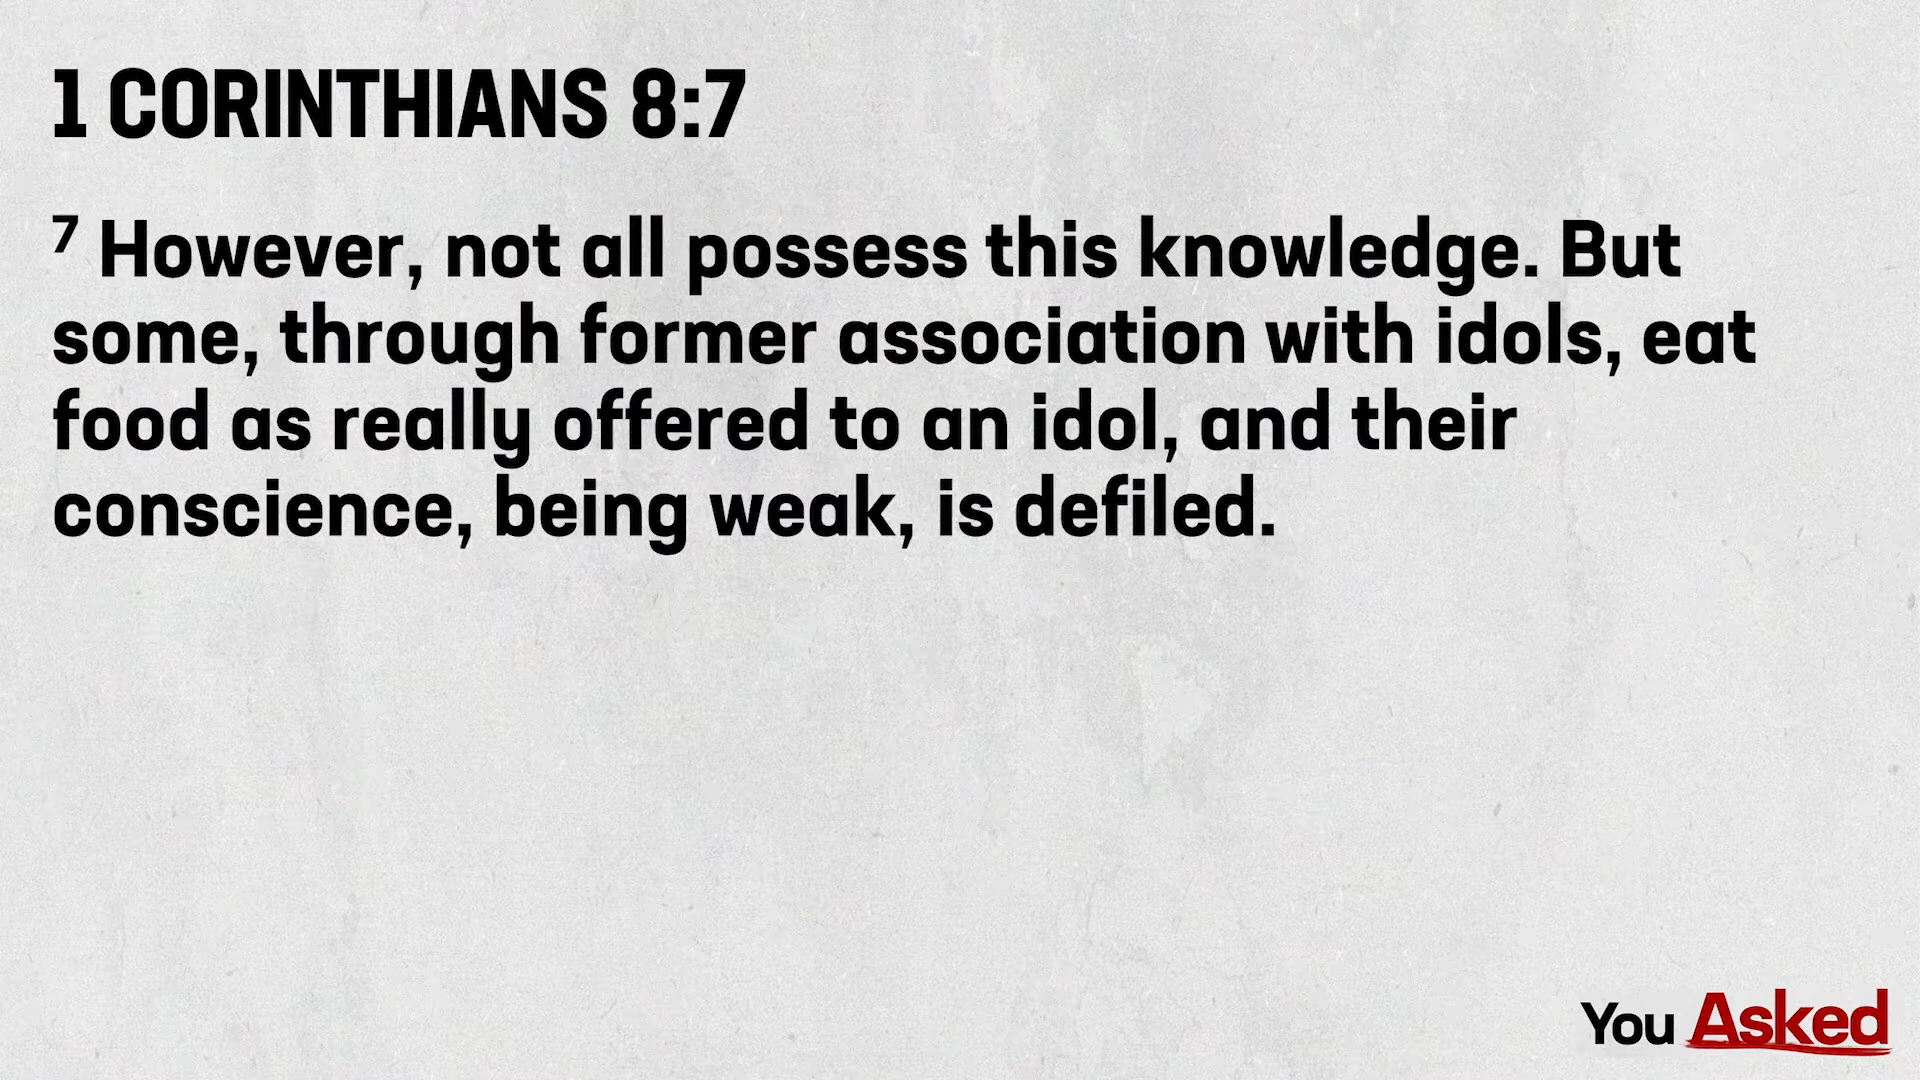 1 CORINTHIANS 8:7
7 However, not all possess this knowledge. But
some, through former association with idols, eat
food as really offered to an idol, and their
conscience, being weak, is defiled.
You Asked